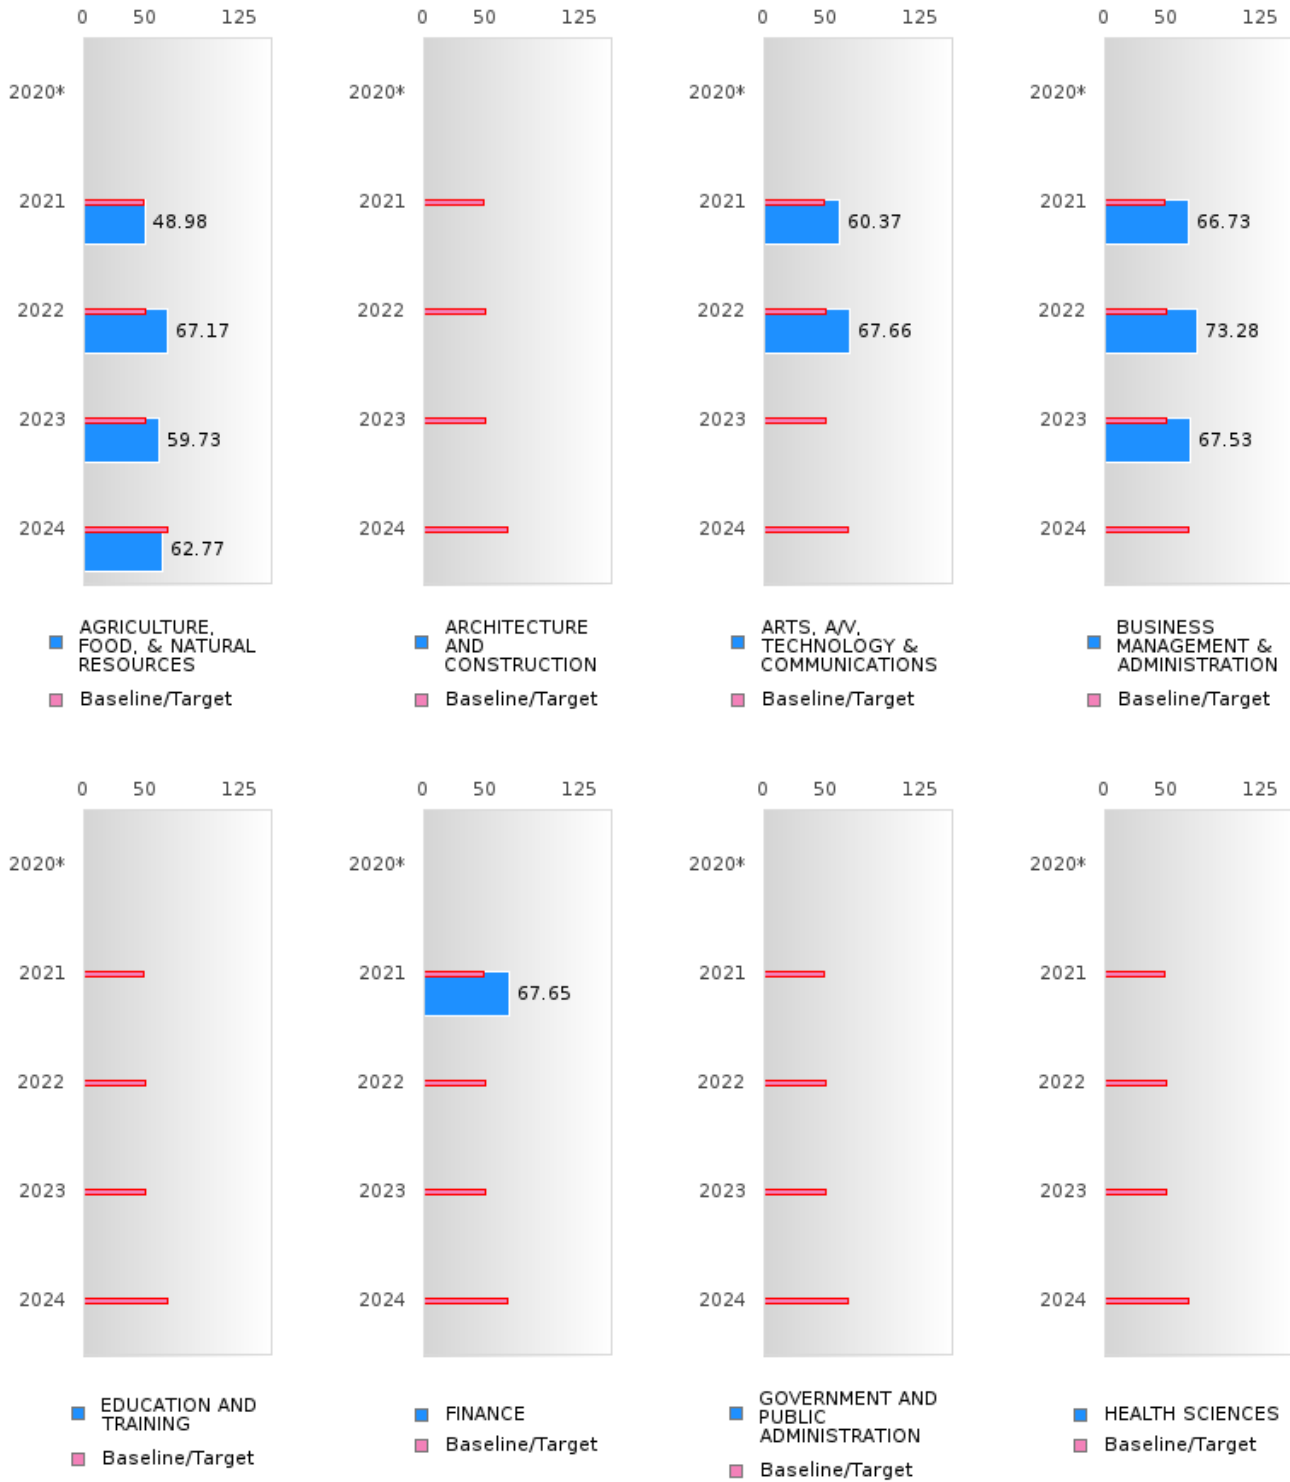 0 50 125
0 50 125
0 50 125
0 50 125
2020*
2020*
2020*
2020*
2021
48.98
2021
2021
60.37
2021
66.73
2022
67.17
2022
2022
67.66
2022
73.28
2023
59.73
2023
2023
2023
67.53
2024
62.77
2024
2024
2024
AGRICULTURE,
FOOD, & NATURAL
RESOURCES
Baseline/Target
ARCHITECTURE
AND
CONSTRUCTION
Baseline/Target
ARTS, A/V,
TECHNOLOGY &
COMMUNICATIONS
Baseline/Target
BUSINESS
MANAGEMENT &
ADMINISTRATION
Baseline/Target
0 50 125
0 50 125
0 50 125
0 50 125
2020*
2020*
2020*
2020*
2021
2021
67.65
2021
2021
2022
2022
2022
2022
2023
2023
2023
2023
2024
2024
2024
2024
EDUCATION AND
TRAINING
Baseline/Target
FINANCE
Baseline/Target
GOVERNMENT AND
PUBLIC
ADMINISTRATION
Baseline/Target
HEALTH SCIENCES
Baseline/Target